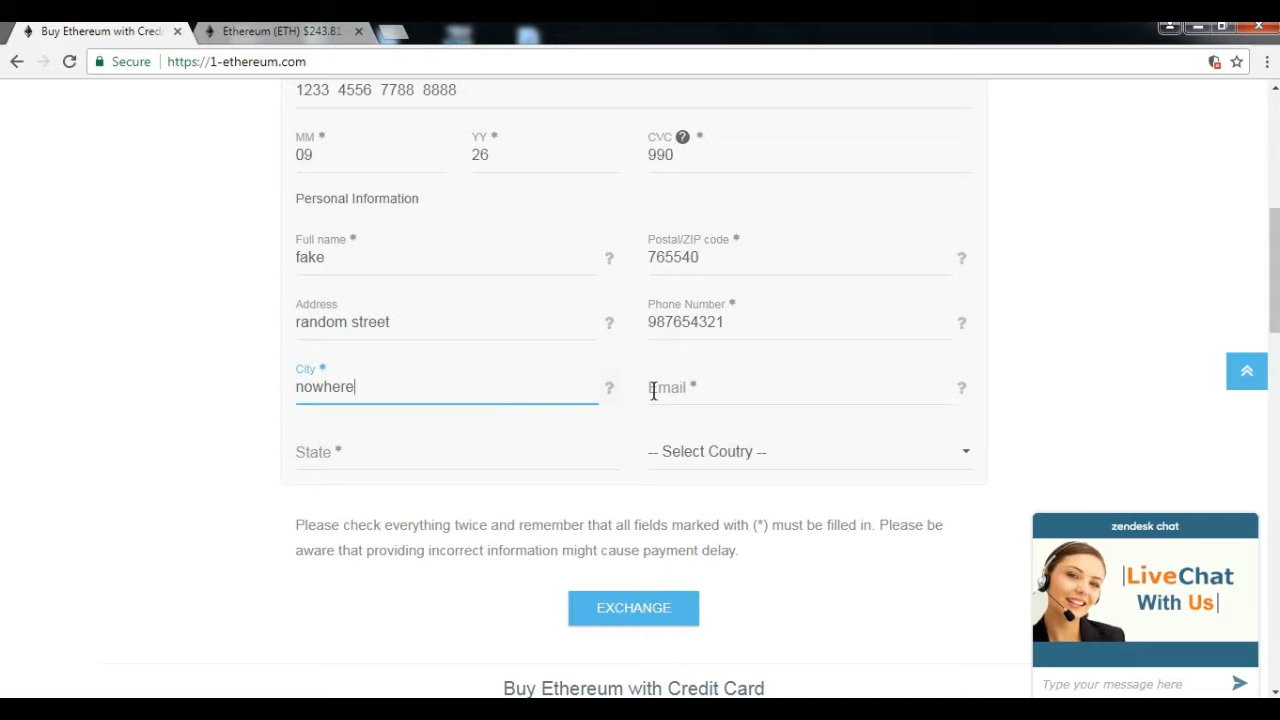 Buy Ethereum with Credi
Ethereum (ETH) $243.81
Secure https://1-ethereum.com
1233 4556 7788 8888
MM * YY * CVC ? *
09 26 990
Personal Information
Full name * Postal/ZIP code *
fake ? 765540 ?
Address Phone Number *
random street ? 987654321 ?
City *
nowhere ? Email * ?
State * -- Select Coutry --
Please check everything twice and remember that all fields marked with (*) must be filled in. Please be
aware that providing incorrect information might cause payment delay.
EXCHANGE
Buy Ethereum with Credit Card
zendesk chat
LiveChat
With Us
Type your message here